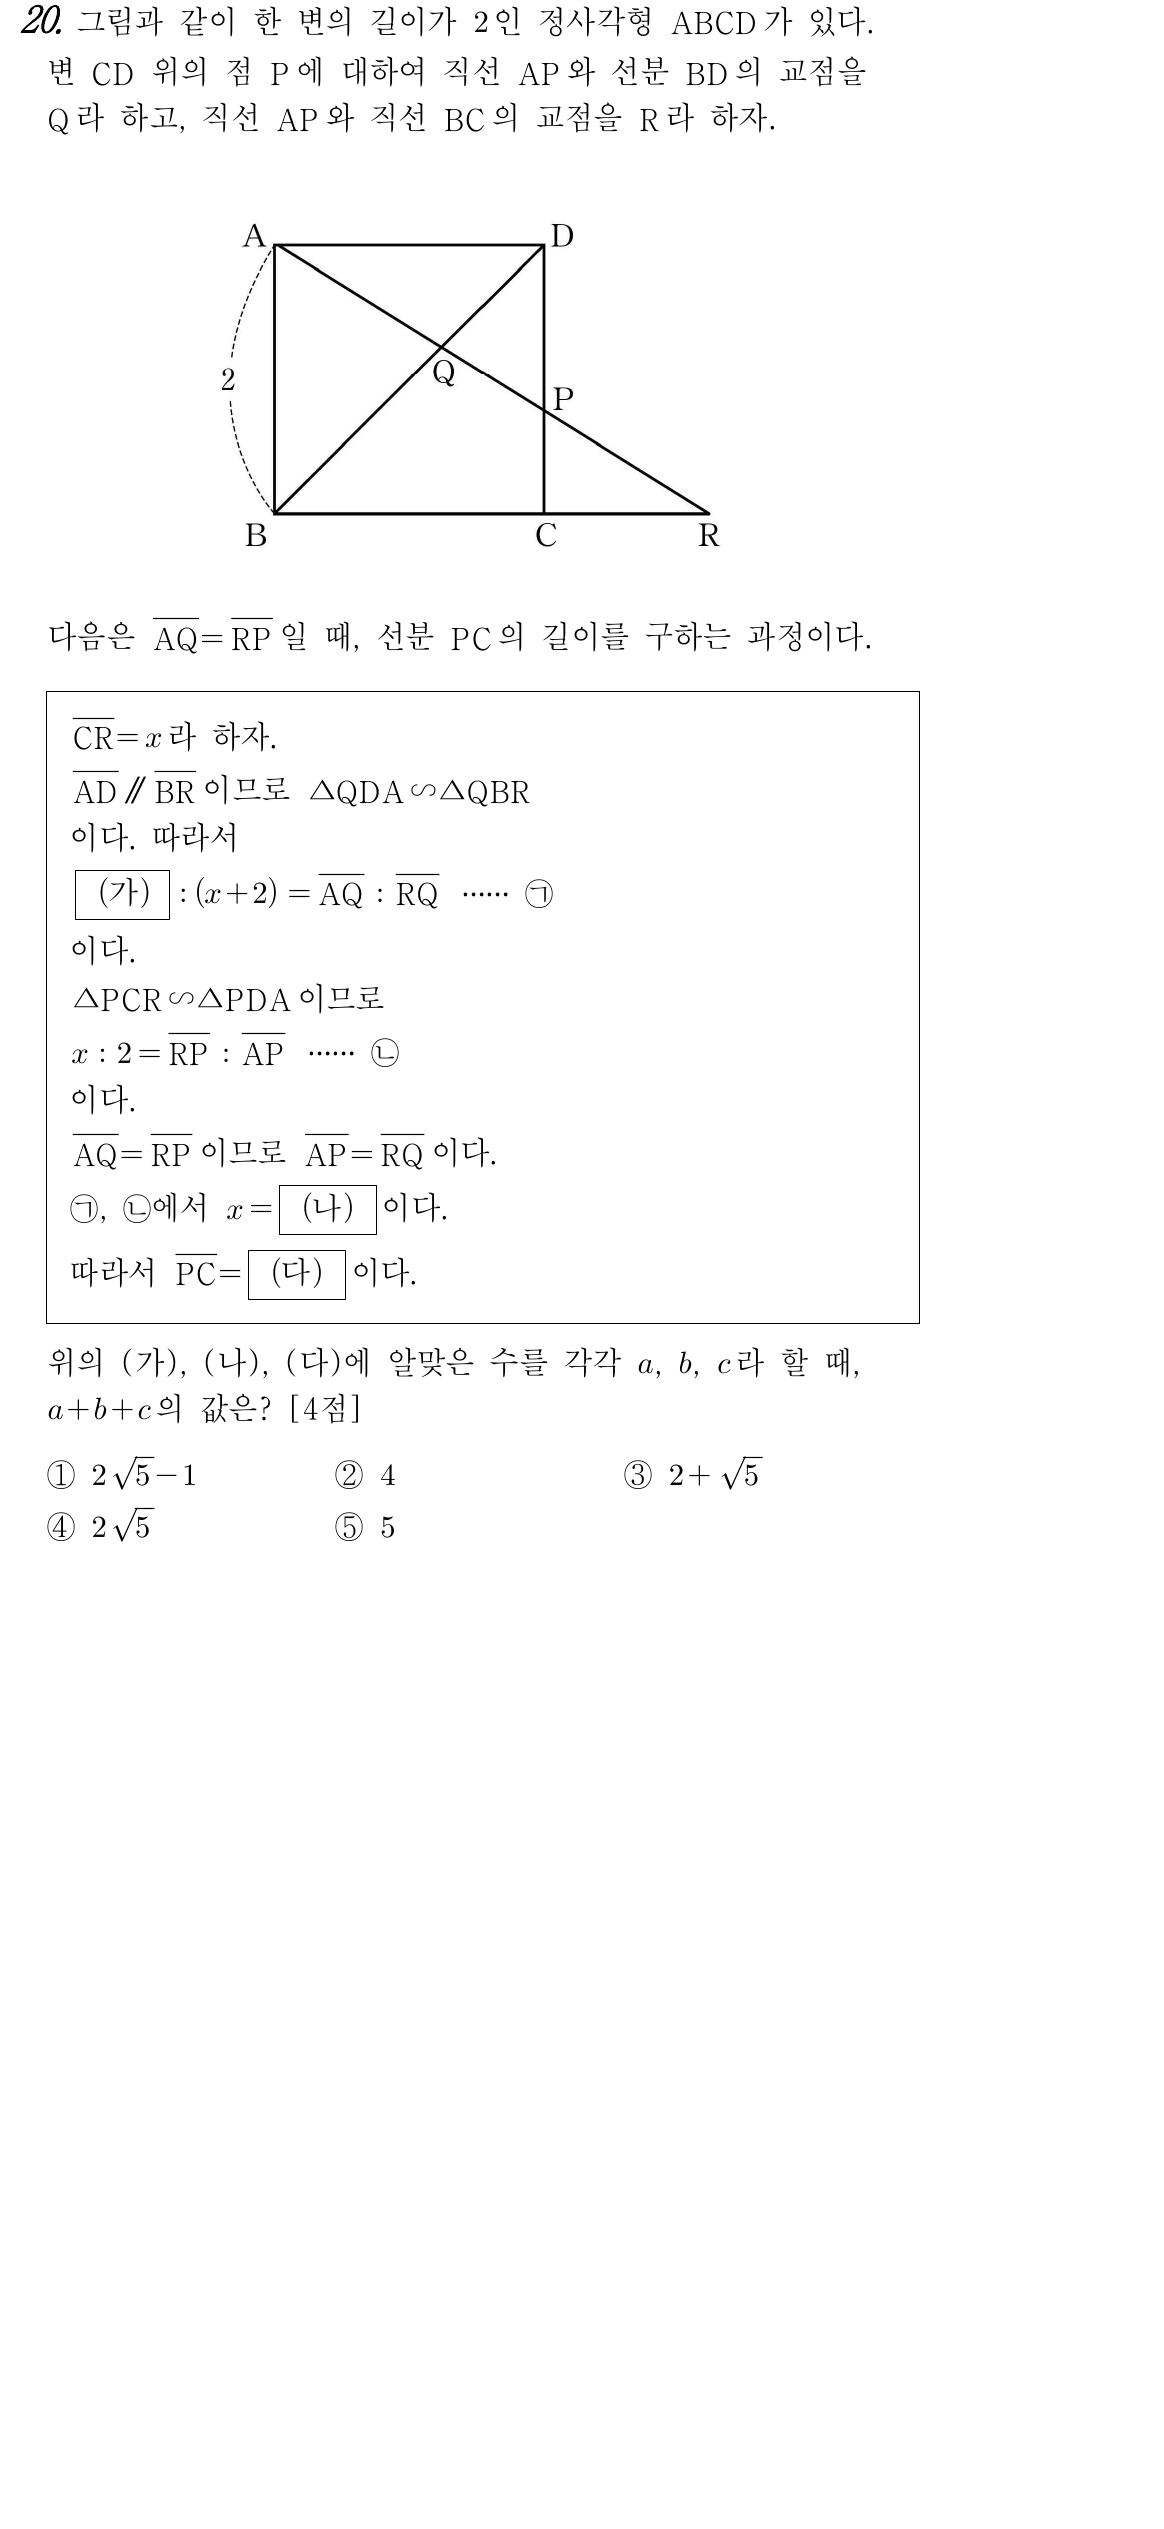 20. 그림과 같이 한 변의 길이가 2인 정사각형 ABCD가 있다.
변 CD 위의 점 P에 대하여 직선 AP와 선분 BD의 교점을
Q라 하고, 직선 AP와 직선 BC의 교점을 R라 하자.
A D
2
Q
P
B C R
다음은 \overline{AQ}=\overline{RP}일 때, 선분 PC의 길이를 구하는 과정이다.
\overline{CR}=x라 하자.
\overline{AD}⫽\overline{BR}이므로 △QDA∽△QBR
이다. 따라서
(가) : (x+2) = \overline{AQ} : \overline{RQ} ······ ㉠
이다.
△PCR∽△PDA이므로
x : 2 = \overline{RP} : \overline{AP} ······ ㉡
이다.
\overline{AQ}=\overline{RP}이므로 \overline{AP}=\overline{RQ}이다.
㉠, ㉡에서 x= (나) 이다.
따라서 \overline{PC}= (다) 이다.
위의 (가), (나), (다)에 알맞은 수를 각각 a, b, c라 할 때,
a+b+c의 값은? [4점]
① 2√5−1 ② 4 ③ 2+√5
④ 2√5 ⑤ 5